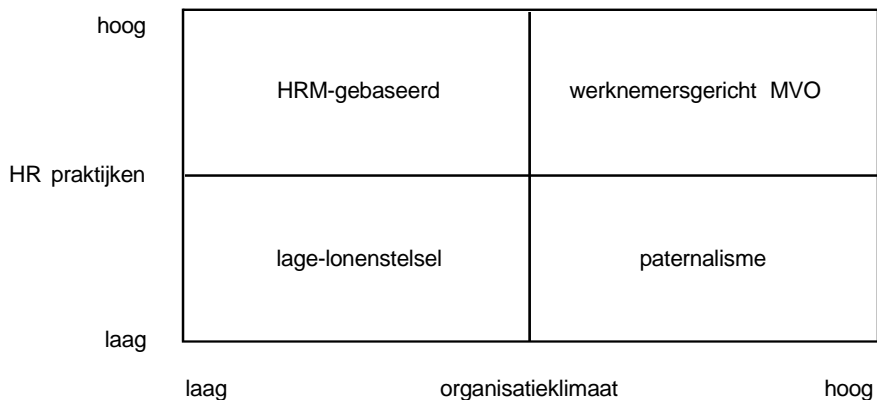 hoog
HRM-gebaseerd werknemersgericht MVO
HR praktijken
lage-lonenstelsel paternalisme
laag
laag organisatieklimaat hoog